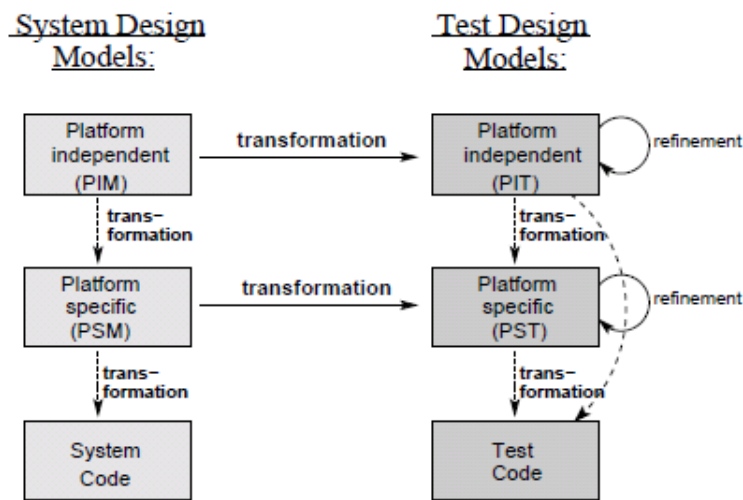 System Design
Models:
Test Design
Models:
Platform
independent
(PIM)
transformation
Platform
independent
(PIT)
refinement
trans-
formation
trans-
formation
Platform
specific
(PSM)
transformation
Platform
specific
(PST)
refinement
trans-
formation
trans-
formation
System
Code
Test
Code